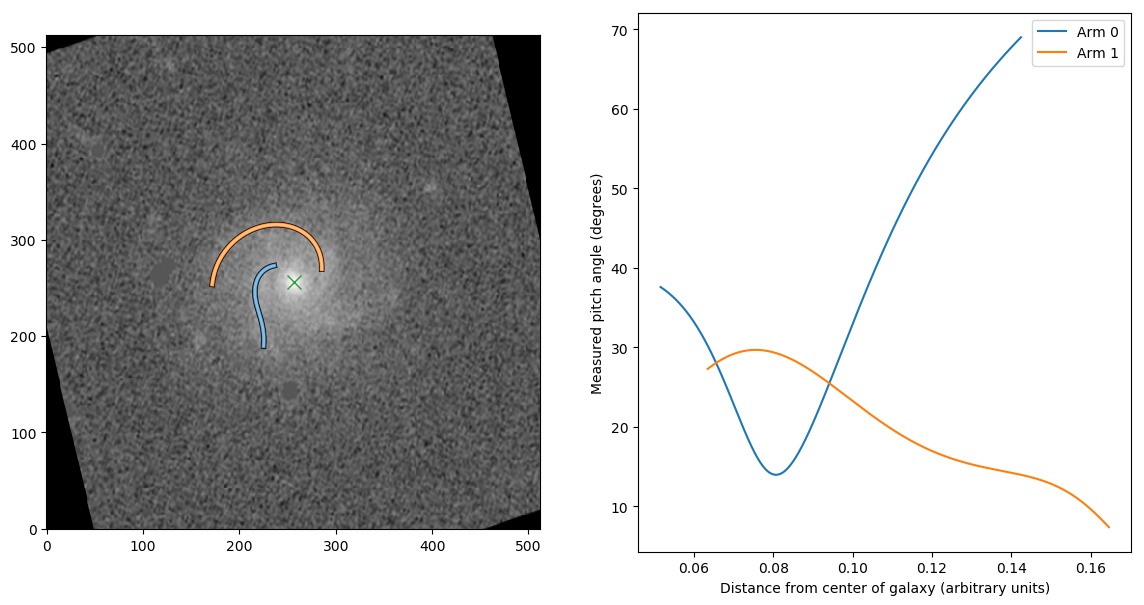 500
400
300
200
100
0
0 100 200 300 400 500
70
60
50
40
30
20
10
Measured pitch angle (degrees)
Arm 0
Arm 1
0.06 0.08 0.10 0.12 0.14 0.16
Distance from center of galaxy (arbitrary units)